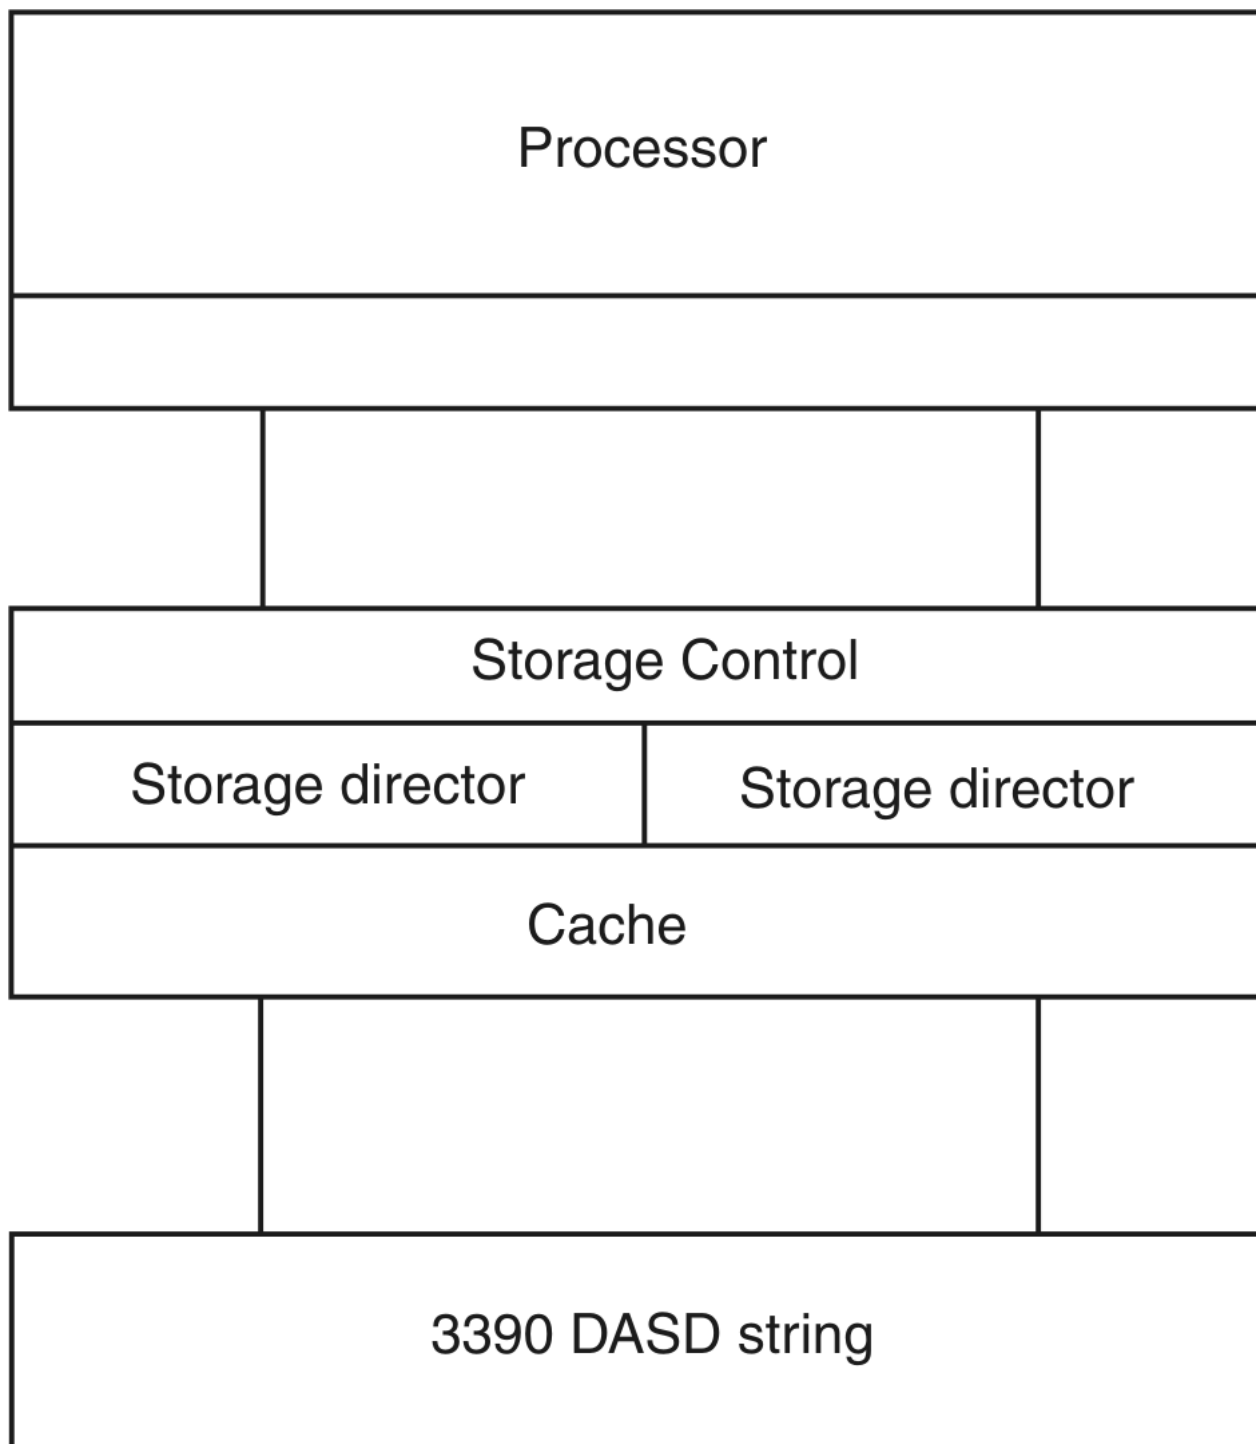 Processor
Storage Control
Storage director
Storage director
Cache
3390 DASD string